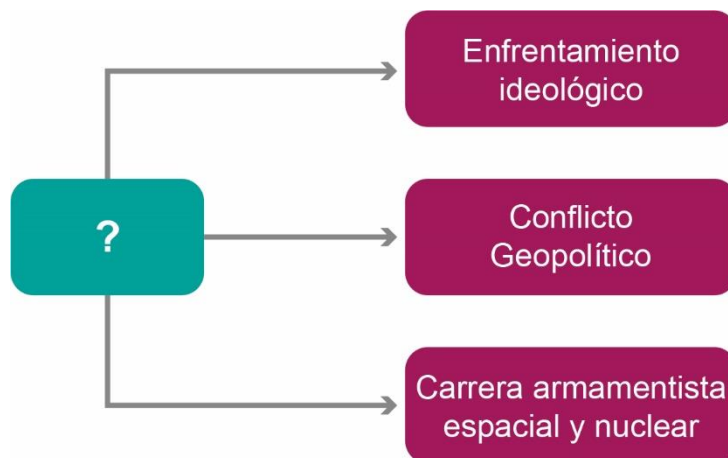 Enfrentamiento
ideológico
?
Conflicto
Geopolítico
Carrera armamentista
espacial y nuclear